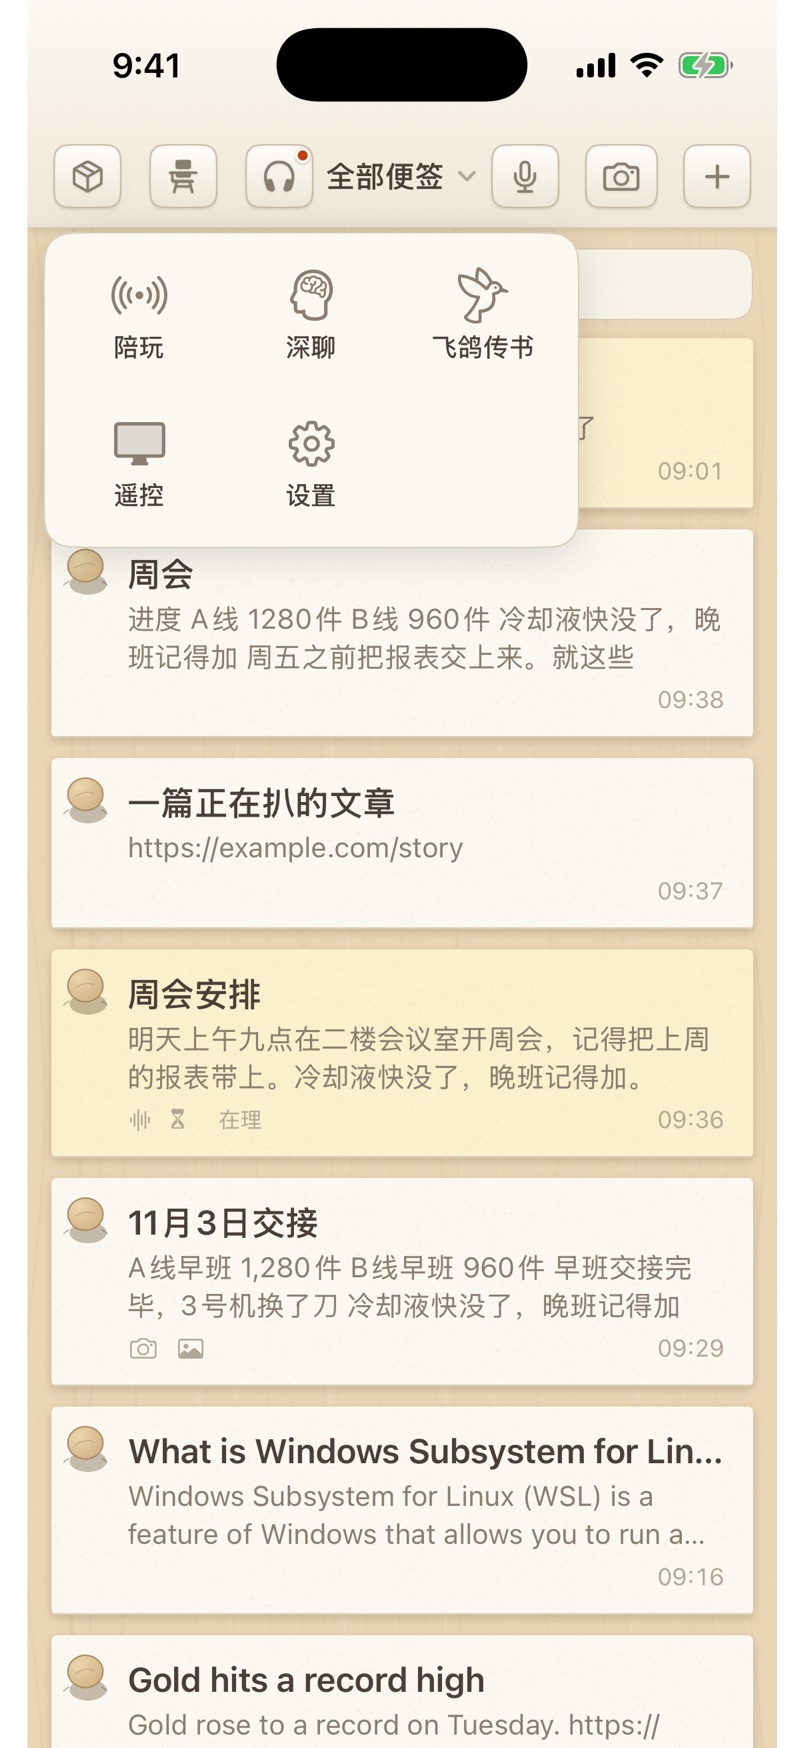 9:41
全部便签
陪玩
深聊
飞鸽传书
遥控
设置
09:01
周会
进度 A线 1280件 B线 960件 冷却液快没了，晚
班记得加 周五之前把报表交上来。就这些
09:38
一篇正在扒的文章
https://example.com/story
09:37
周会安排
明天上午九点在二楼会议室开周会，记得把上周
的报表带上。冷却液快没了，晚班记得加。
在理
09:36
11月3日交接
A线早班 1,280件 B线早班 960件 早班交接完
毕，3号机换了刀 冷却液快没了，晚班记得加
09:29
What is Windows Subsystem for Lin...
Windows Subsystem for Linux (WSL) is a
feature of Windows that allows you to run a...
09:16
Gold hits a record high
Gold rose to a record on Tuesday. https://